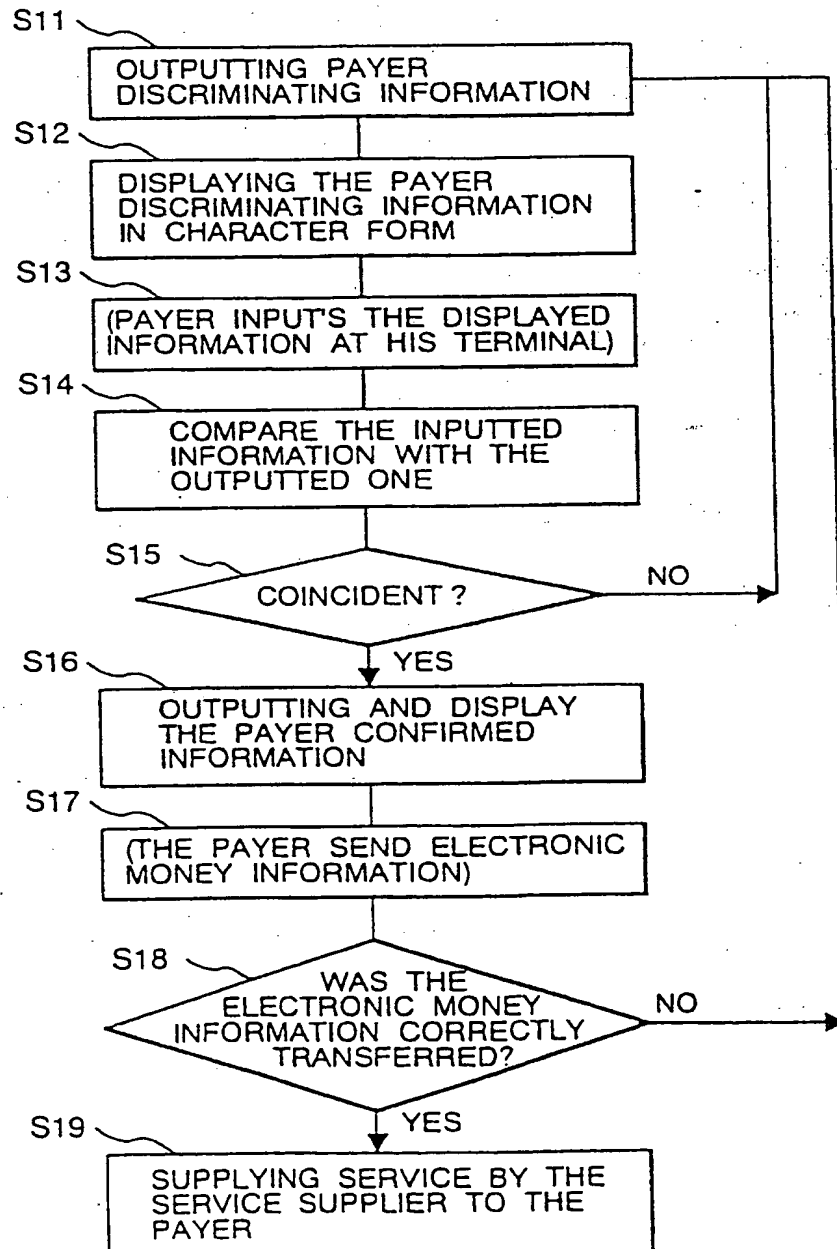 S11
OUTPUTTING PAYER
DISCRIMINATING INFORMATION
S12
DISPLAYING THE PAYER
DISCRIMINATING INFORMATION
IN CHARACTER FORM
S13
(PAYER INPUT'S THE DISPLAYED
INFORMATION AT HIS TERMINAL)
S14
COMPARE THE INPUTTED
INFORMATION WITH THE
OUTPUTTED ONE
S15
COINCIDENT ?
NO
YES
S16
OUTPUTTING AND DISPLAY
THE PAYER CONFIRMED
INFORMATION
S17
(THE PAYER SEND ELECTRONIC
MONEY INFORMATION)
S18
WAS THE
ELECTRONIC MONEY
INFORMATION CORRECTLY
TRANSFERRED?
NO
YES
S19
SUPPLYING SERVICE BY THE
SERVICE SUPPLIER TO THE
PAYER